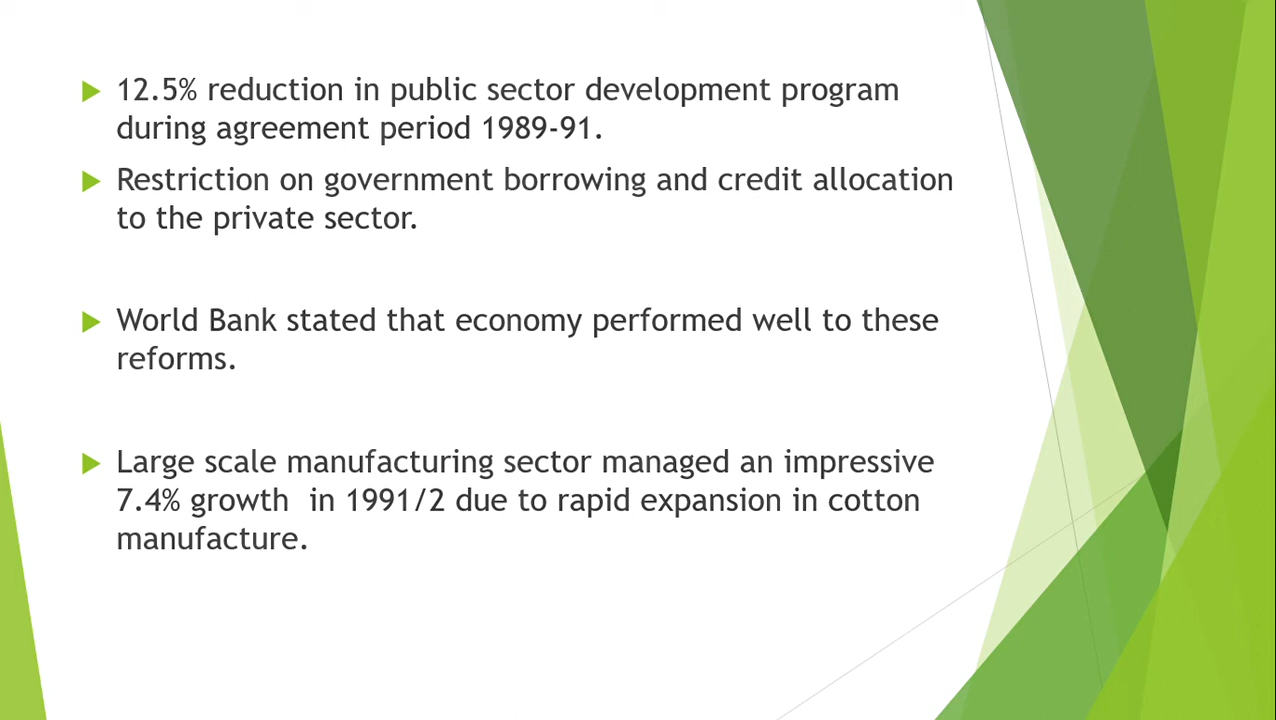 12.5% reduction in public sector development program
during agreement period 1989-91.
Restriction on government borrowing and credit allocation
to the private sector.
World Bank stated that economy performed well to these
reforms.
Large scale manufacturing sector managed an impressive
7.4% growth  in 1991/2 due to rapid expansion in cotton
manufacture.